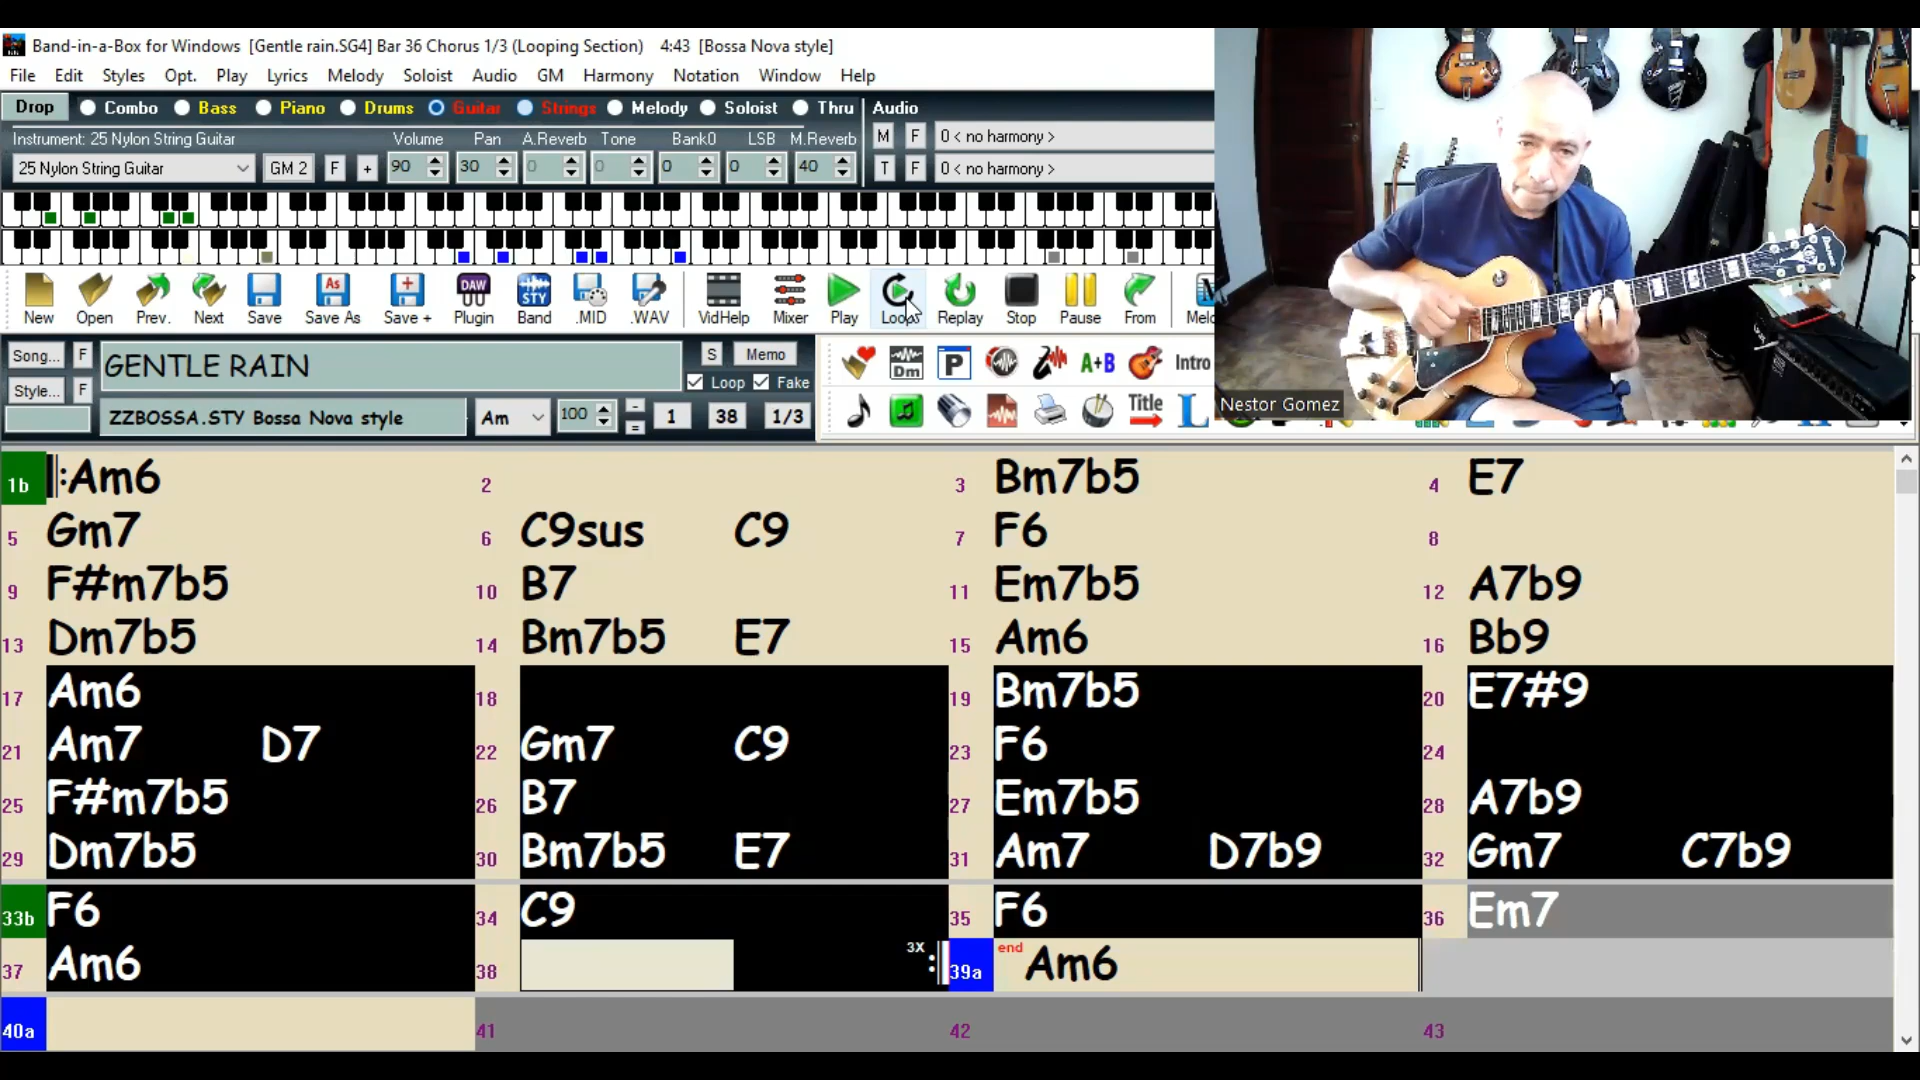 Band-in-a-Box for Windows [Gentle rain.SG4] Bar 36 Chorus 1/3 (Looping Section) 4:43 [Bossa Nova style]
File Edit Styles Opt. Play Lyrics Melody Soloist Audio GM Harmony Notation Window Help
Drop Combo Bass Piano Drums Guitar Strings Melody Soloist Thru Audio
Instrument: 25 Nylon String Guitar Volume Pan A.Reverb Tone Bank0 LSB M.Reverb M F 0 < no harmony >
25 Nylon String Guitar GM 2 F + 90 30 0 0 0 0 40 T F 0 < no harmony >
New Open Prev. Next Save Save As Save + Plugin Band .MID .WAV VidHelp Mixer Play Loops Replay Stop Pause From
Song... F GENTLE RAIN S Memo
Loop Fake
Style... F ZZBOSSA.STY Bossa Nova style Am 100 - = 1 38 1/3
As DAW STY Dm P A+B Intro
Title L
Nestor Gomez
1b :Am6 2 3 Bm7b5 4 E7
5 Gm7 6 C9sus C9 7 F6 8
9 F#m7b5 10 B7 11 Em7b5 12 A7b9
13 Dm7b5 14 Bm7b5 E7 15 Am6 16 Bb9
17 Am6 18 19 Bm7b5 20 E7#9
21 Am7 D7 22 Gm7 C9 23 F6 24
25 F#m7b5 26 B7 27 Em7b5 28 A7b9
29 Dm7b5 30 Bm7b5 E7 31 Am7 D7b9 32 Gm7 C7b9
33b F6 34 C9 35 F6 36 Em7
37 Am6 38 3X : 39a end Am6
40a 41 42 43